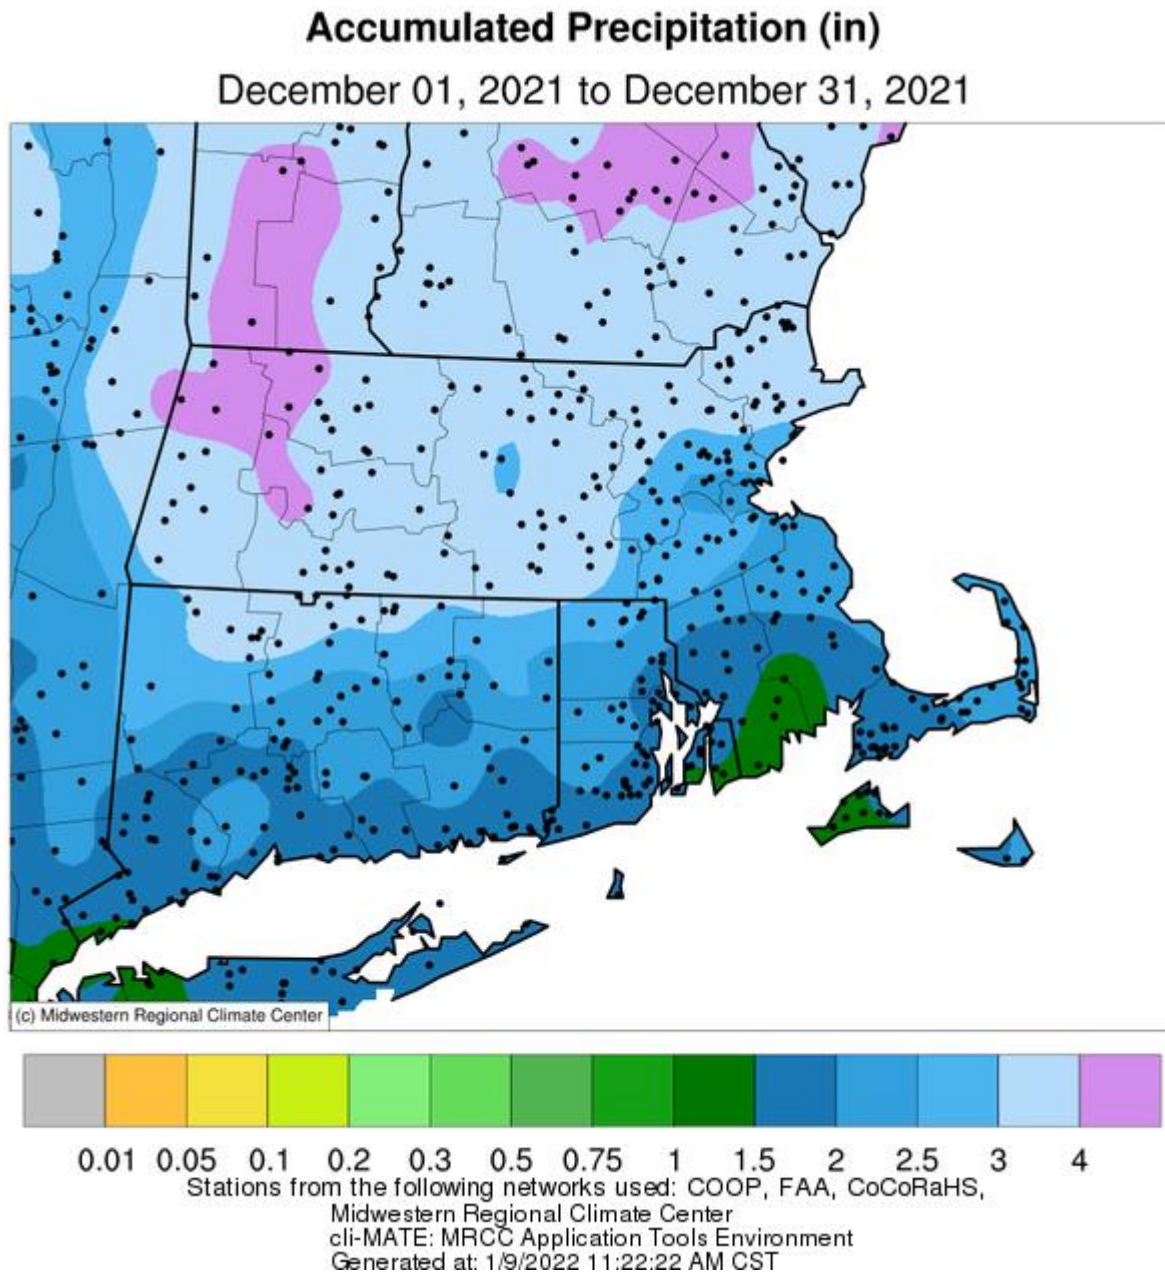 Accumulated Precipitation (in)
December 01, 2021 to December 31, 2021
(c) Midwestern Regional Climate Center
0.01 0.05 0.1 0.2 0.3 0.5 0.75 1 1.5 2 2.5 3 4
Stations from the following networks used: COOP, FAA, CoCoRaHS,
Midwestern Regional Climate Center
cli-MATE: MRCC Application Tools Environment
Generated at: 1/9/2022 11:22:22 AM CST